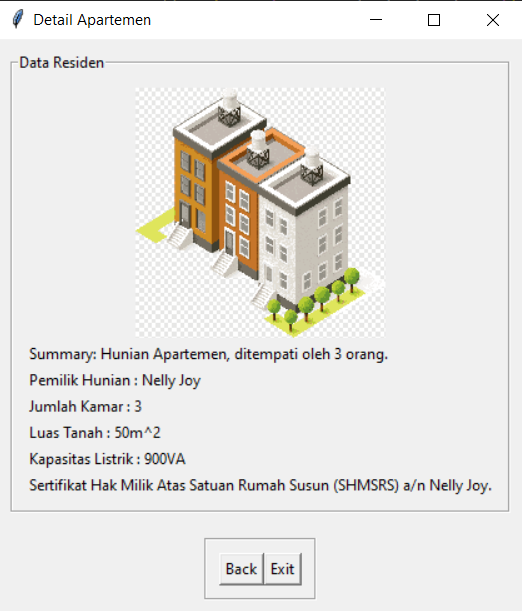 Detail Apartemen
Data Residen
Summary: Hunian Apartemen, ditempati oleh 3 orang.
Pemilik Hunian : Nelly Joy
Jumlah Kamar : 3
Luas Tanah : 50m^2
Kapasitas Listrik : 900VA
Sertifikat Hak Milik Atas Satuan Rumah Susun (SHMSRS) a/n Nelly Joy.
Back Exit